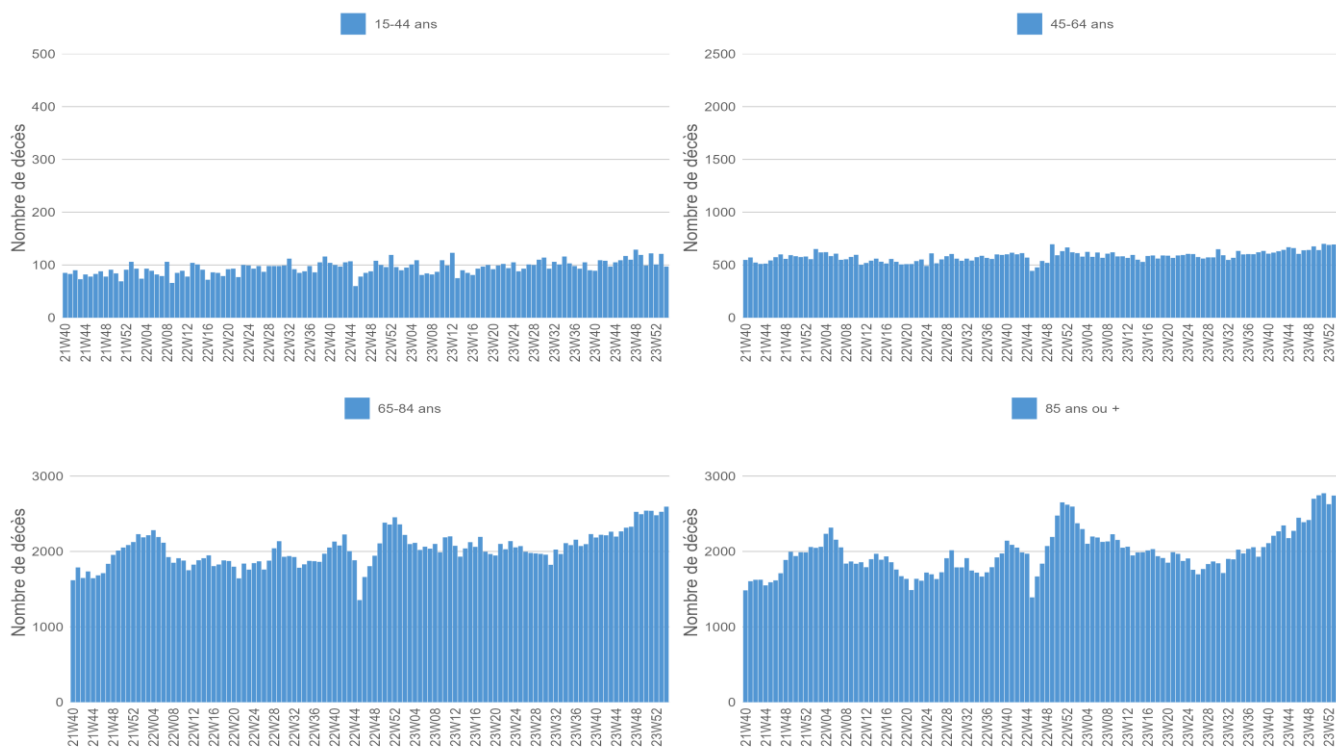 15-44 ans
500
400
300
200
100
0
Nombre de décès
21W40 21W44 21W48 21W52 22W04 22W08 22W12 22W16 22W20 22W24 22W28 22W32 22W36 22W40 22W44 22W48 22W52 23W04 23W08 23W12 23W16 23W20 23W24 23W28 23W32 23W36 23W40 23W44 23W48 23W52
45-64 ans
2500
2000
1500
1000
500
0
Nombre de décès
21W40 21W44 21W48 21W52 22W04 22W08 22W12 22W16 22W20 22W24 22W28 22W32 22W36 22W40 22W44 22W48 22W52 23W04 23W08 23W12 23W16 23W20 23W24 23W28 23W32 23W36 23W40 23W44 23W48 23W52
65-84 ans
3000
2000
1000
0
Nombre de décès
21W40 21W44 21W48 21W52 22W04 22W08 22W12 22W16 22W20 22W24 22W28 22W32 22W36 22W40 22W44 22W48 22W52 23W04 23W08 23W12 23W16 23W20 23W24 23W28 23W32 23W36 23W40 23W44 23W48 23W52
85 ans ou +
3000
2000
1000
0
Nombre de décès
21W40 21W44 21W48 21W52 22W04 22W08 22W12 22W16 22W20 22W24 22W28 22W32 22W36 22W40 22W44 22W48 22W52 23W04 23W08 23W12 23W16 23W20 23W24 23W28 23W32 23W36 23W40 23W44 23W48 23W52